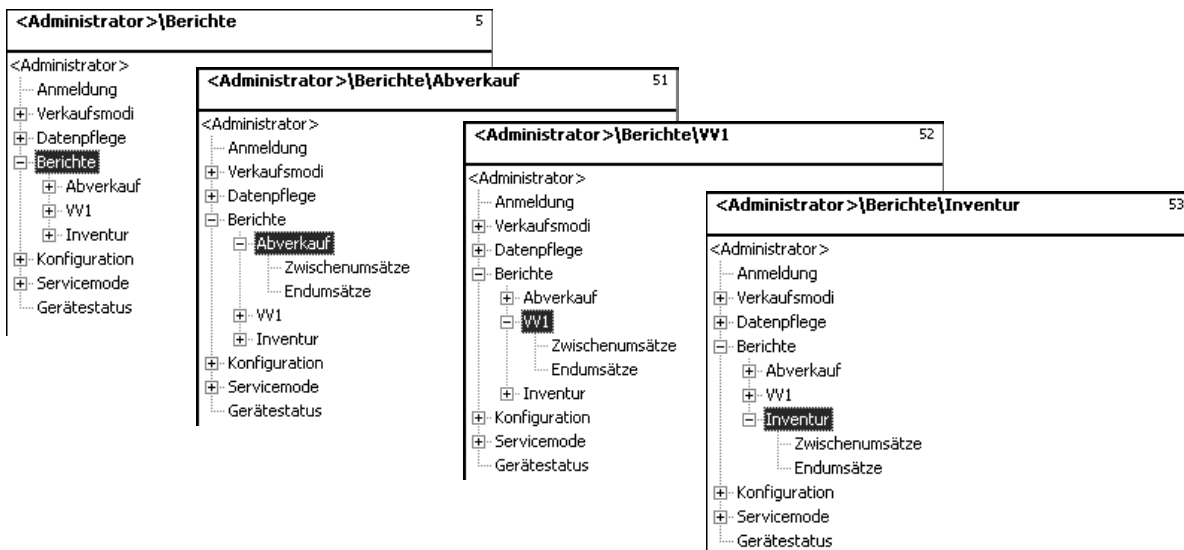 <Administrator>\Berichte 5
<Administrator>
Anmeldung
Verkaufsmodi
Datenpflege
Berichte
Abverkauf
VV1
Inventur
Konfiguration
Servicemode
Gerätestatus
<Administrator>\Berichte\Abverkauf 51
<Administrator>
Anmeldung
Verkaufsmodi
Datenpflege
Berichte
Abverkauf
Zwischenumsätze
Endumsätze
VV1
Inventur
Konfiguration
Servicemode
Gerätestatus
<Administrator>\Berichte\VV1 52
<Administrator>
Anmeldung
Verkaufsmodi
Datenpflege
Berichte
Abverkauf
VV1
Zwischenumsätze
Endumsätze
Inventur
Konfiguration
Servicemode
Gerätestatus
<Administrator>\Berichte\Inventur 53
<Administrator>
Anmeldung
Verkaufsmodi
Datenpflege
Berichte
Abverkauf
VV1
Inventur
Zwischenumsätze
Endumsätze
Konfiguration
Servicemode
Gerätestatus